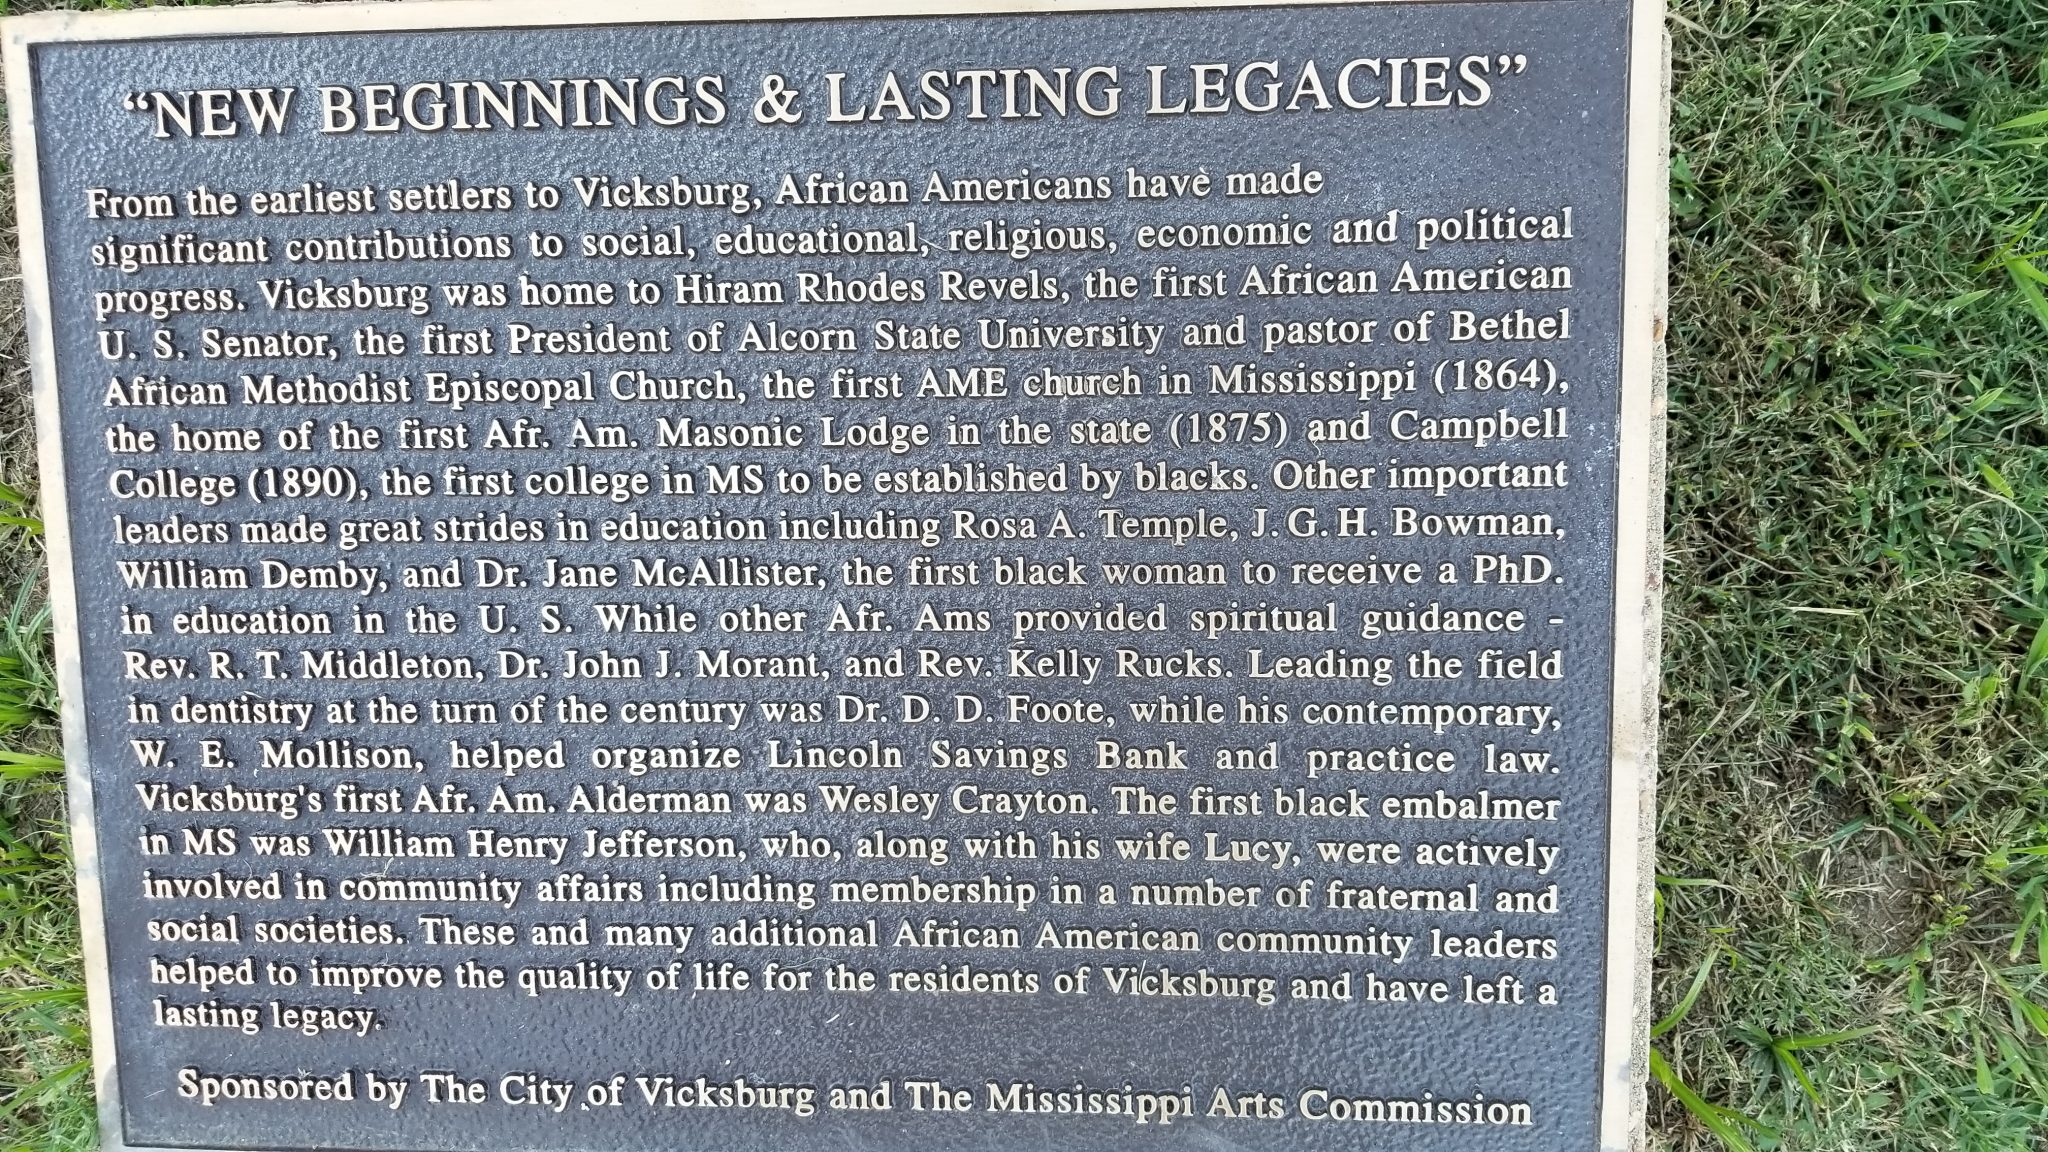 “NEW BEGINNINGS & LASTING LEGACIES”
From the earliest settlers to Vicksburg, African Americans have made
significant contributions to social, educational, religious, economic and political
progress. Vicksburg was home to Hiram Rhodes Revels, the first African American
U. S. Senator, the first President of Alcorn State University and pastor of Bethel
African Methodist Episcopal Church, the first AME church in Mississippi (1864),
the home of the first Afr. Am. Masonic Lodge in the state (1875) and Campbell
College (1890), the first college in MS to be established by blacks. Other important
leaders made great strides in education including Rosa A. Temple, J. G. H. Bowman,
William Demby, and Dr. Jane McAllister, the first black woman to receive a PhD.
in education in the U. S. While other Afr. Ams provided spiritual guidance -
Rev. R. T. Middleton, Dr. John J. Morant, and Rev. Kelly Rucks. Leading the field
in dentistry at the turn of the century was Dr. D. D. Foote, while his contemporary,
W. E. Mollison, helped organize Lincoln Savings Bank and practice law.
Vicksburg's first Afr. Am. Alderman was Wesley Crayton. The first black embalmer
in MS was William Henry Jefferson, who, along with his wife Lucy, were actively
involved in community affairs including membership in a number of fraternal and
social societies. These and many additional African American community leaders
helped to improve the quality of life for the residents of Vicksburg and have left a
lasting legacy.
Sponsored by The City of Vicksburg and The Mississippi Arts Commission